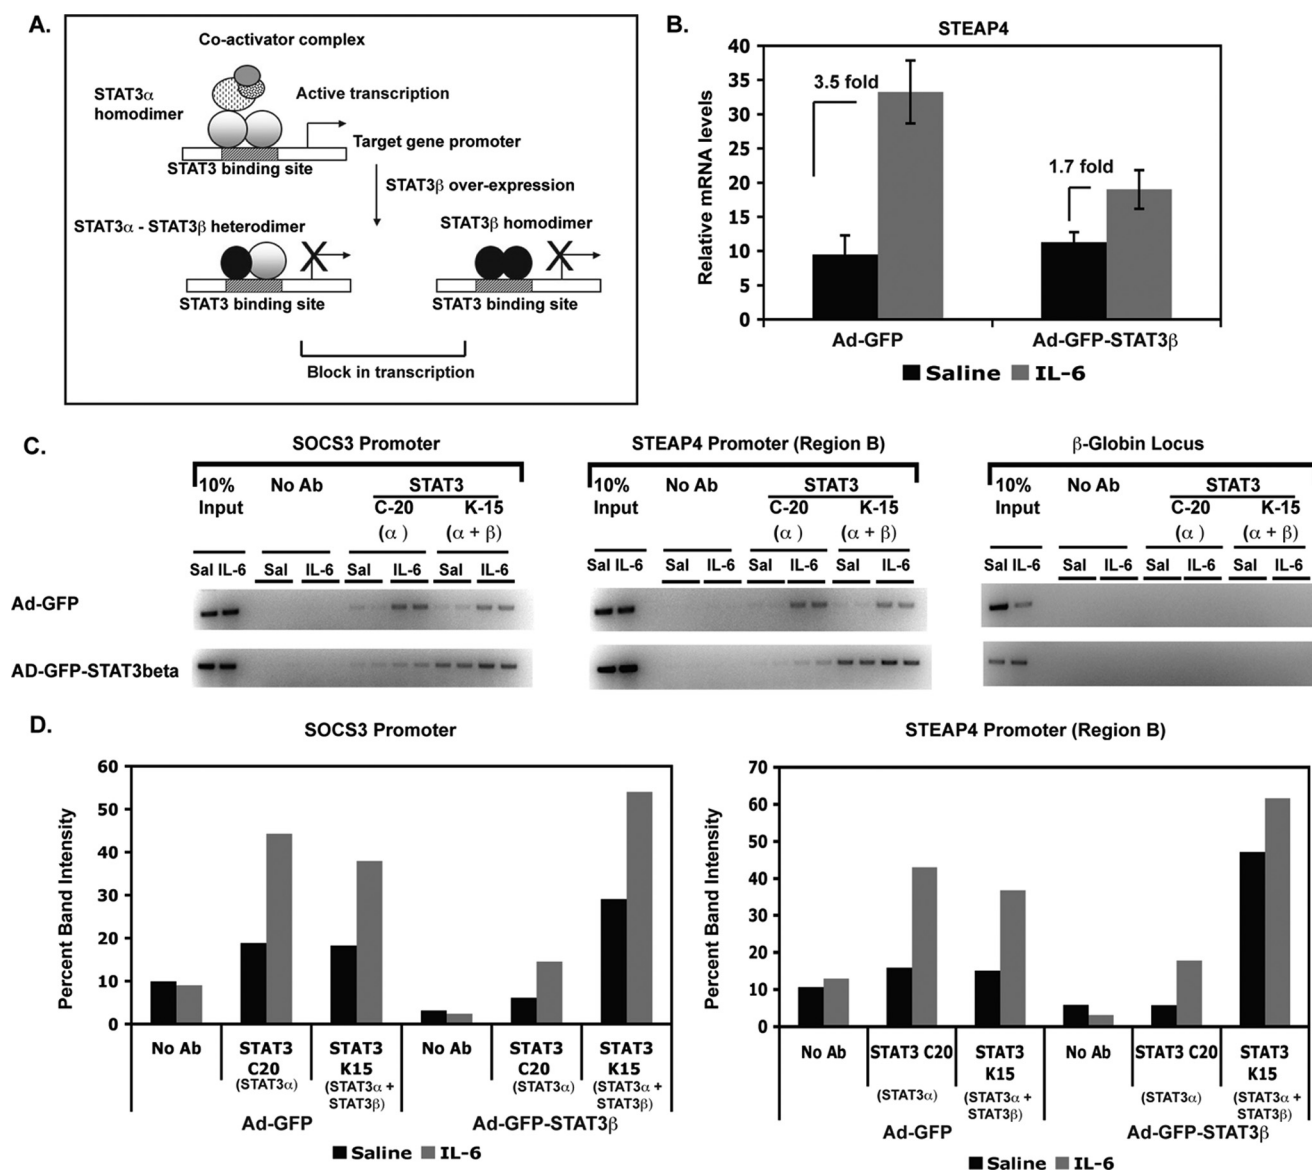 A.
Co-activator complex
STAT3α
homodimer
Active transcription
Target gene promoter
STAT3 binding site
STAT3β over-expression
STAT3α - STAT3β heterodimer
STAT3β homodimer
X
X
STAT3 binding site
STAT3 binding site
Block in transcription
B.
STEAP4
Relative mRNA levels
40
35
30
25
20
15
10
5
0
3.5 fold
1.7 fold
Ad-GFP
Ad-GFP-STAT3β
Saline IL-6
C.
SOCS3 Promoter
10%
Input
No Ab
STAT3
C-20
(α )
K-15
(α + β)
Sal IL-6 Sal IL-6 Sal IL-6 Sal IL-6
STEAP4 Promoter (Region B)
10%
Input
No Ab
STAT3
C-20
(α )
K-15
(α + β)
Sal IL-6 Sal IL-6 Sal IL-6 Sal IL-6
β-Globin Locus
10%
Input
No Ab
STAT3
C-20
(α )
K-15
(α + β)
Sal IL-6 Sal IL-6 Sal IL-6 Sal IL-6
Ad-GFP
AD-GFP-STAT3beta
D.
SOCS3 Promoter
Percent Band Intensity
60
50
40
30
20
10
0
No Ab
STAT3
C20
(STAT3α)
STAT3
K15
(STAT3α +
STAT3β)
No Ab
STAT3
C20
(STAT3α)
STAT3
K15
(STAT3α +
STAT3β)
Ad-GFP
Ad-GFP-STAT3β
Saline IL-6
STEAP4 Promoter (Region B)
Percent Band Intensity
70
60
50
40
30
20
10
0
No Ab
STAT3 C20
(STAT3α)
STAT3
K15
(STAT3α +
STAT3β)
No Ab
STAT3 C20
(STAT3α)
STAT3
K15
(STAT3α +
STAT3β)
Ad-GFP
Ad-GFP-STAT3β
Saline IL-6